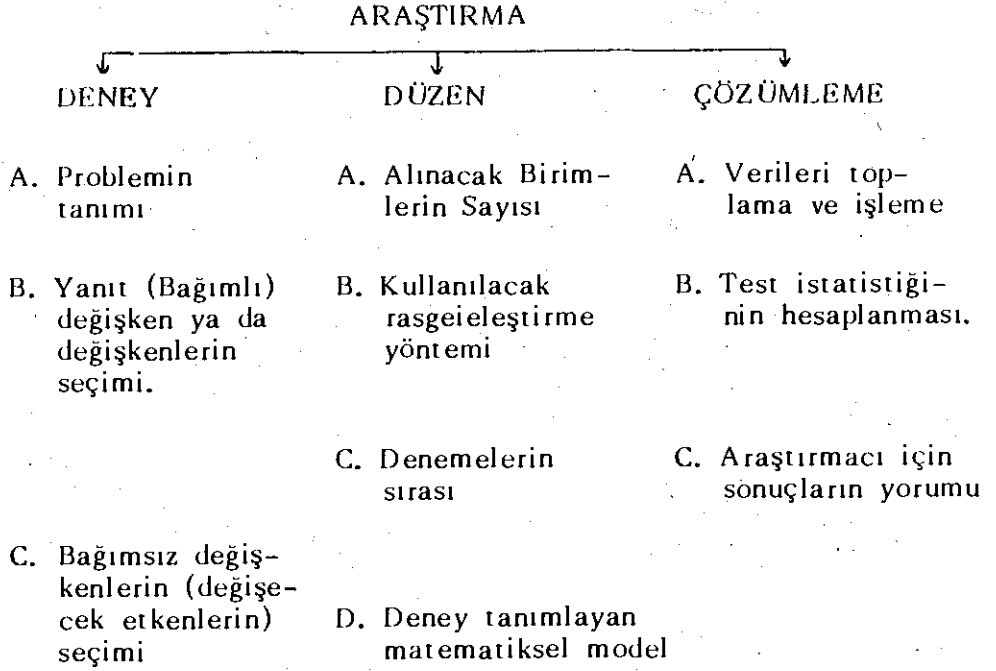 ARAŞTIRMA
DENEY
DÜZEN
ÇÖZÜMLEME
A. Problemin
tanımı
B. Yanıt (Bağımlı)
değişken ya da
değişkenlerin
seçimi.
C. Bağımsız değiş-
kenlerin (değişe-
cek etkenlerin)
seçimi
A. Alınacak Birim-
lerin Sayısı
B. Kullanılacak
rasgeieleştirme
yöntemi
C. Denemelerin
sırası
D. Deney tanımlayan
matematiksel model
A. Verileri top-
lama ve işleme
B. Test istatistiği-
nin hesaplanması.
C. Araştırmacı için
sonuçların yorumu